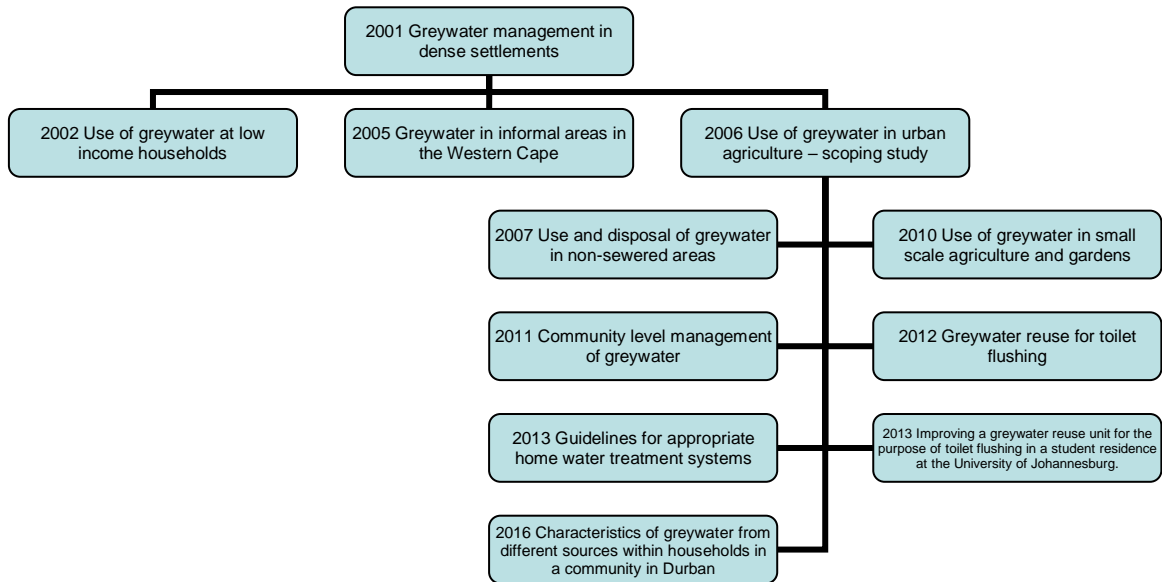 2001 Greywater management in
dense settlements
2002 Use of greywater at low
income households
2005 Greywater in informal areas in
the Western Cape
2006 Use of greywater in urban
agriculture – scoping study
2007 Use and disposal of greywater
in non-sewered areas
2010 Use of greywater in small
scale agriculture and gardens
2011 Community level management
of greywater
2012 Greywater reuse for toilet
flushing
2013 Guidelines for appropriate
home water treatment systems
2013 Improving a greywater reuse unit for the
purpose of toilet flushing in a student residence
at the University of Johannesburg.
2016 Characteristics of greywater from
different sources within households in
a community in Durban